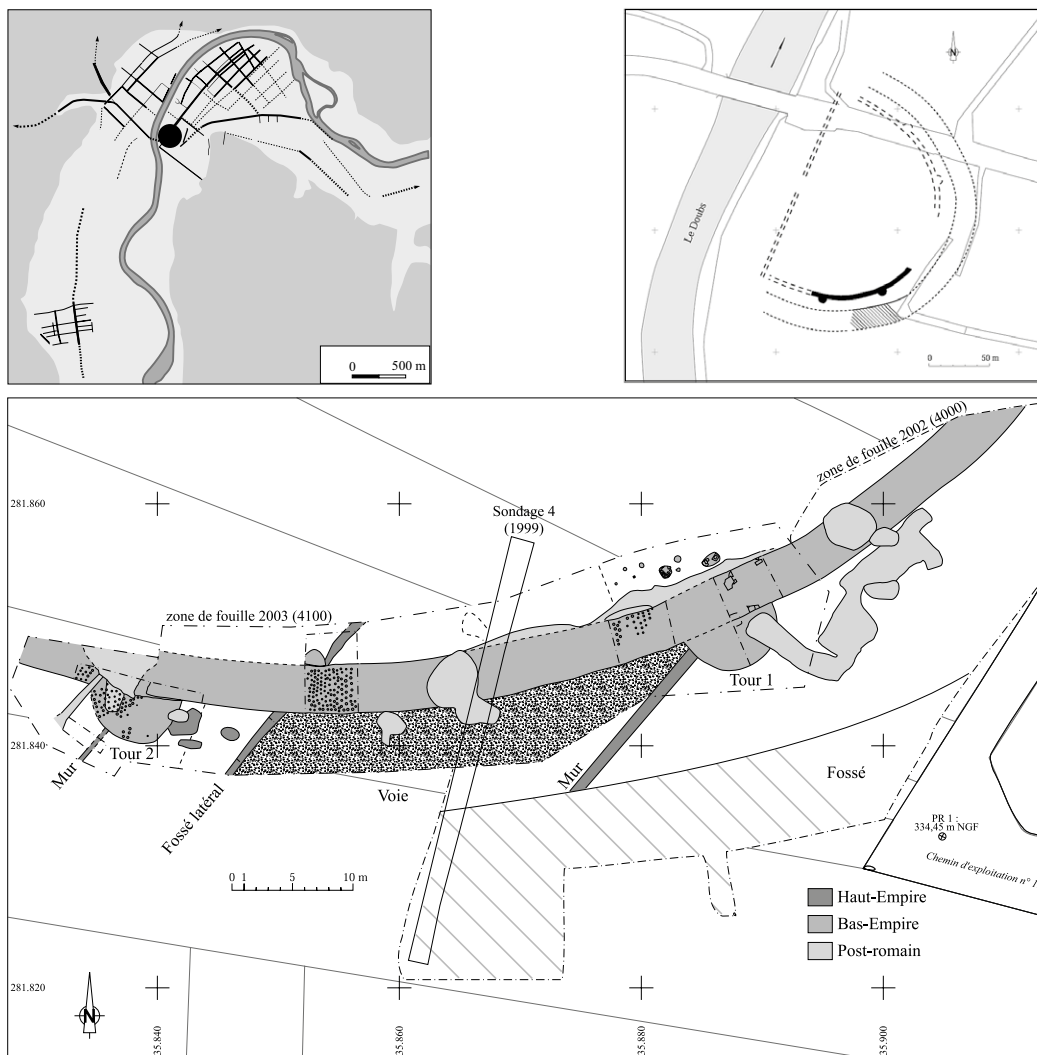 0 500 m
N
Le Doubs
0 50 m
zone de fouille 2002 (4000)
281.860
Sondage 4
(1999)
zone de fouille 2003 (4100)
Tour 1
281.840
Tour 2
Mur
Fossé latéral
Voie
Mur
Fossé
PR 1 :
334,45 m NGF
Chemin d'exploitation n° 1
0 1 5 10 m
Haut-Empire
Bas-Empire
Post-romain
281.820
N
35.840
35.860
35.880
35.900